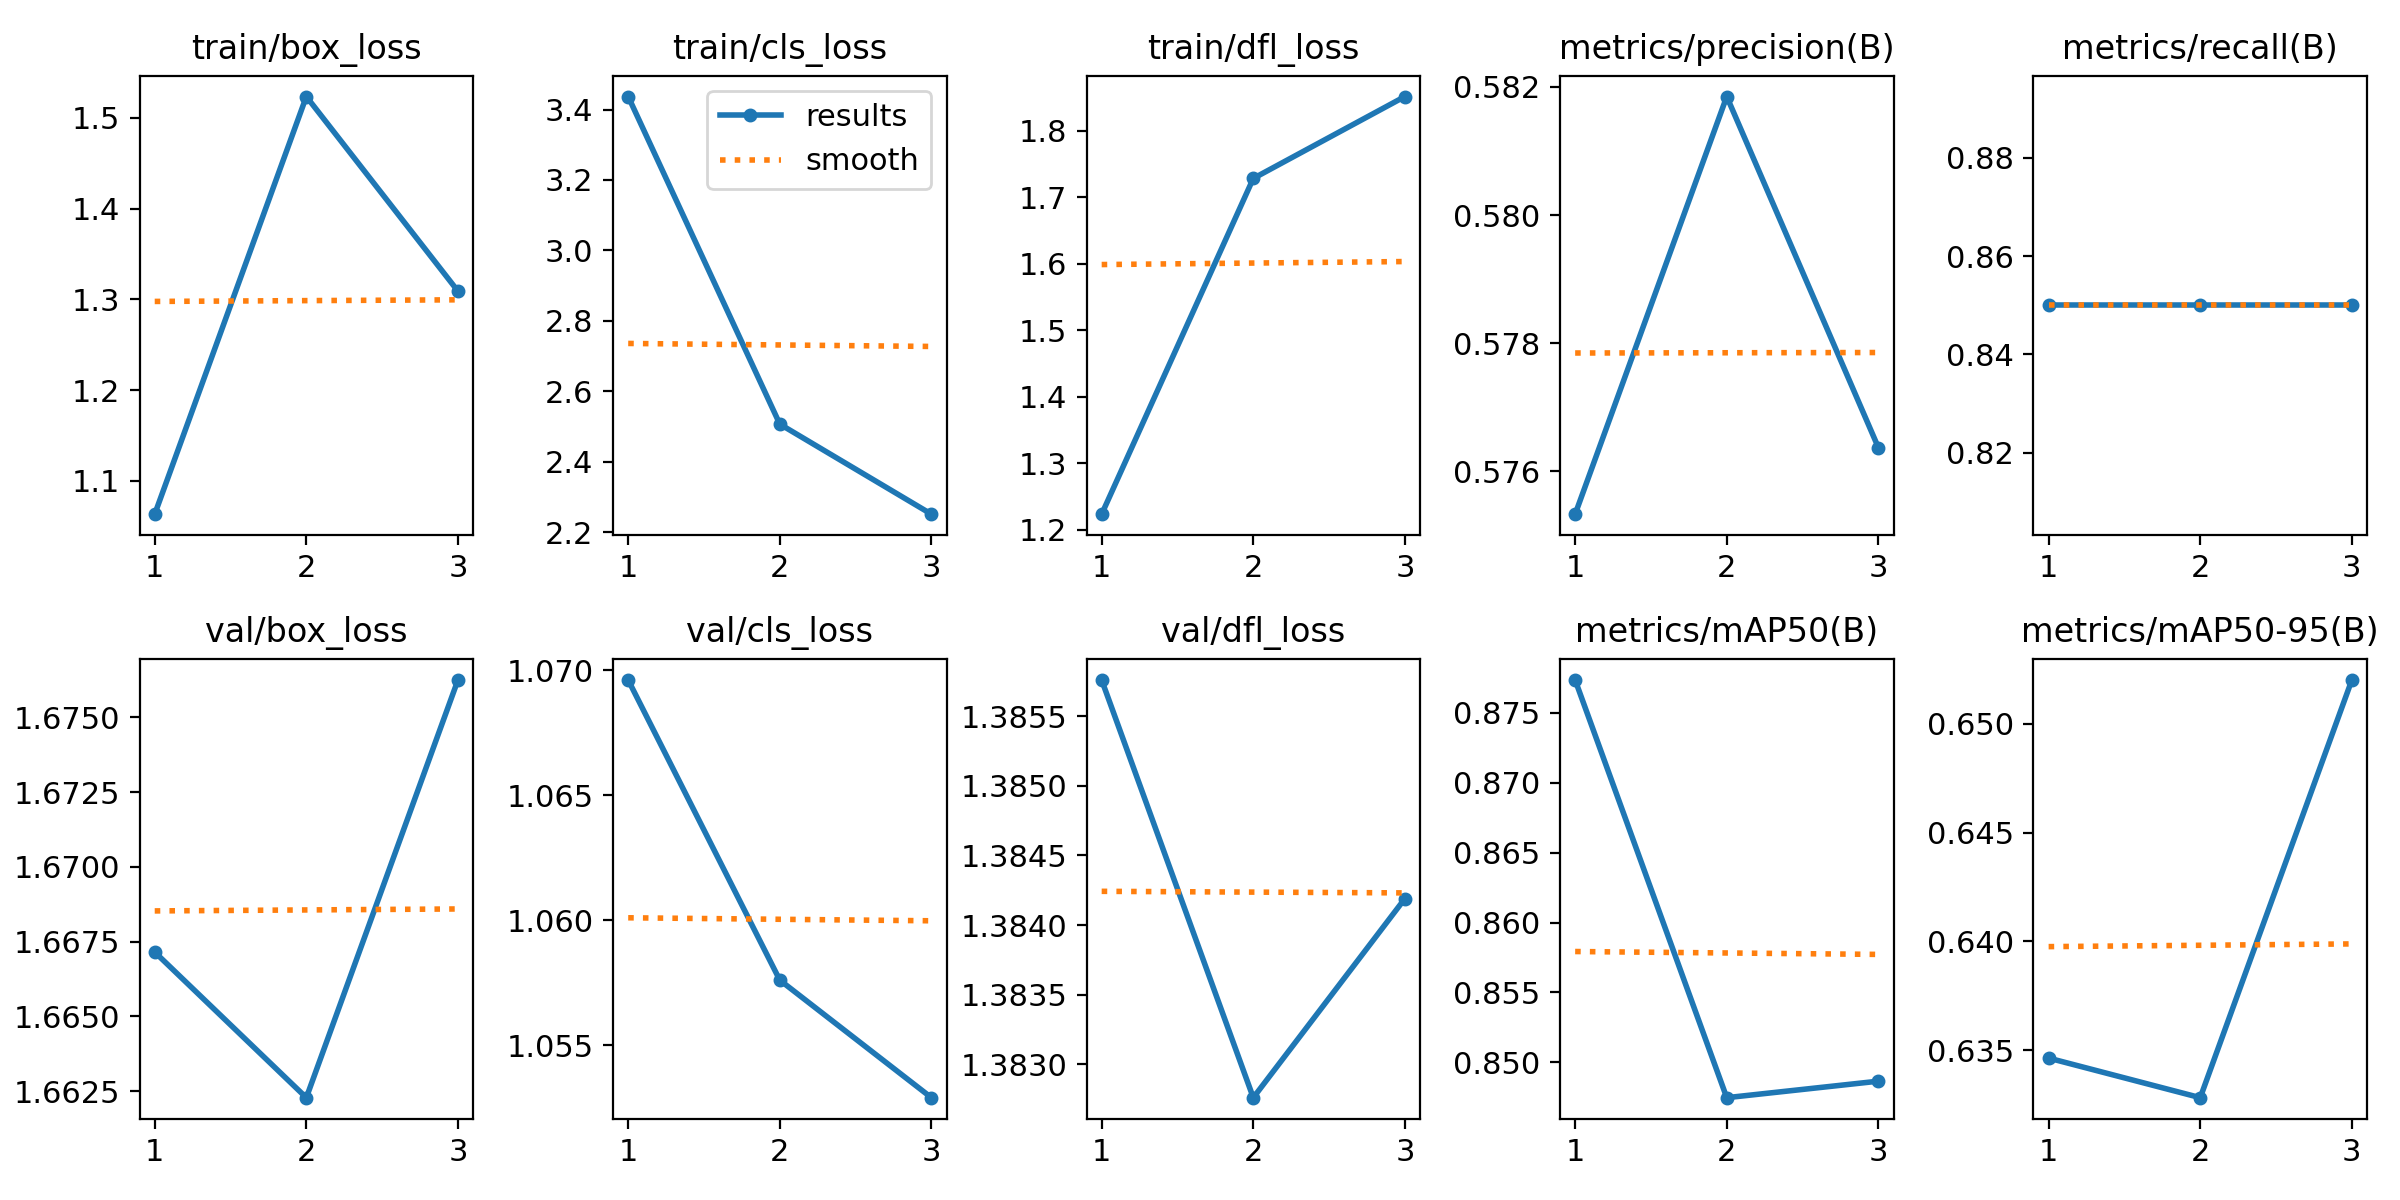 train/box_loss
train/cls_loss
train/dfl_loss
metrics/precision(B)
metrics/recall(B)
1.5
1.4
1.3
1.2
1.1
1 2 3
results
smooth
3.4
3.2
3.0
2.8
2.6
2.4
2.2
1 2 3
1.8
1.7
1.6
1.5
1.4
1.3
1.2
1 2 3
0.582
0.580
0.578
0.576
1 2 3
0.88
0.86
0.84
0.82
1 2 3
val/box_loss
val/cls_loss
val/dfl_loss
metrics/mAP50(B)
metrics/mAP50-95(B)
1.6750
1.6725
1.6700
1.6675
1.6650
1.6625
1 2 3
1.070
1.065
1.060
1.055
1 2 3
1.3855
1.3850
1.3845
1.3840
1.3835
1.3830
1 2 3
0.875
0.870
0.865
0.860
0.855
0.850
1 2 3
0.650
0.645
0.640
0.635
1 2 3